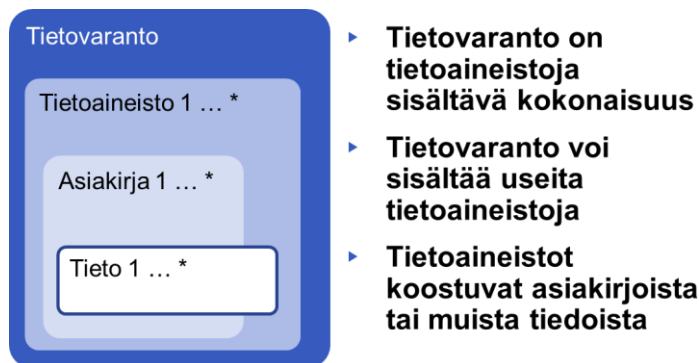 Tietovaranto
Tietoaineisto 1 … *
Asiakirja 1 … *
Tieto 1 … *
Tietovaranto on
tietoaineistoja
sisältävä kokonaisuus
Tietovaranto voi
sisältää useita
tietoaineistoja
Tietoaineistot
koostuvat asiakirjoista
tai muista tiedoista